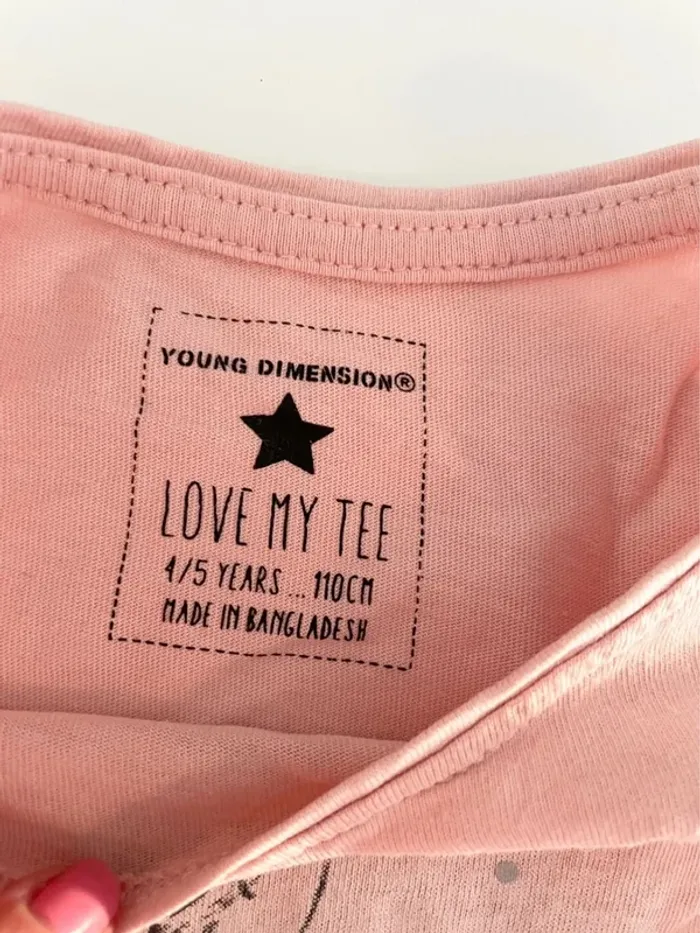 YOUNG DIMENSION®
LOVE MY TEE
4/5 YEARS ... 110CM
MADE IN BANGLADESH